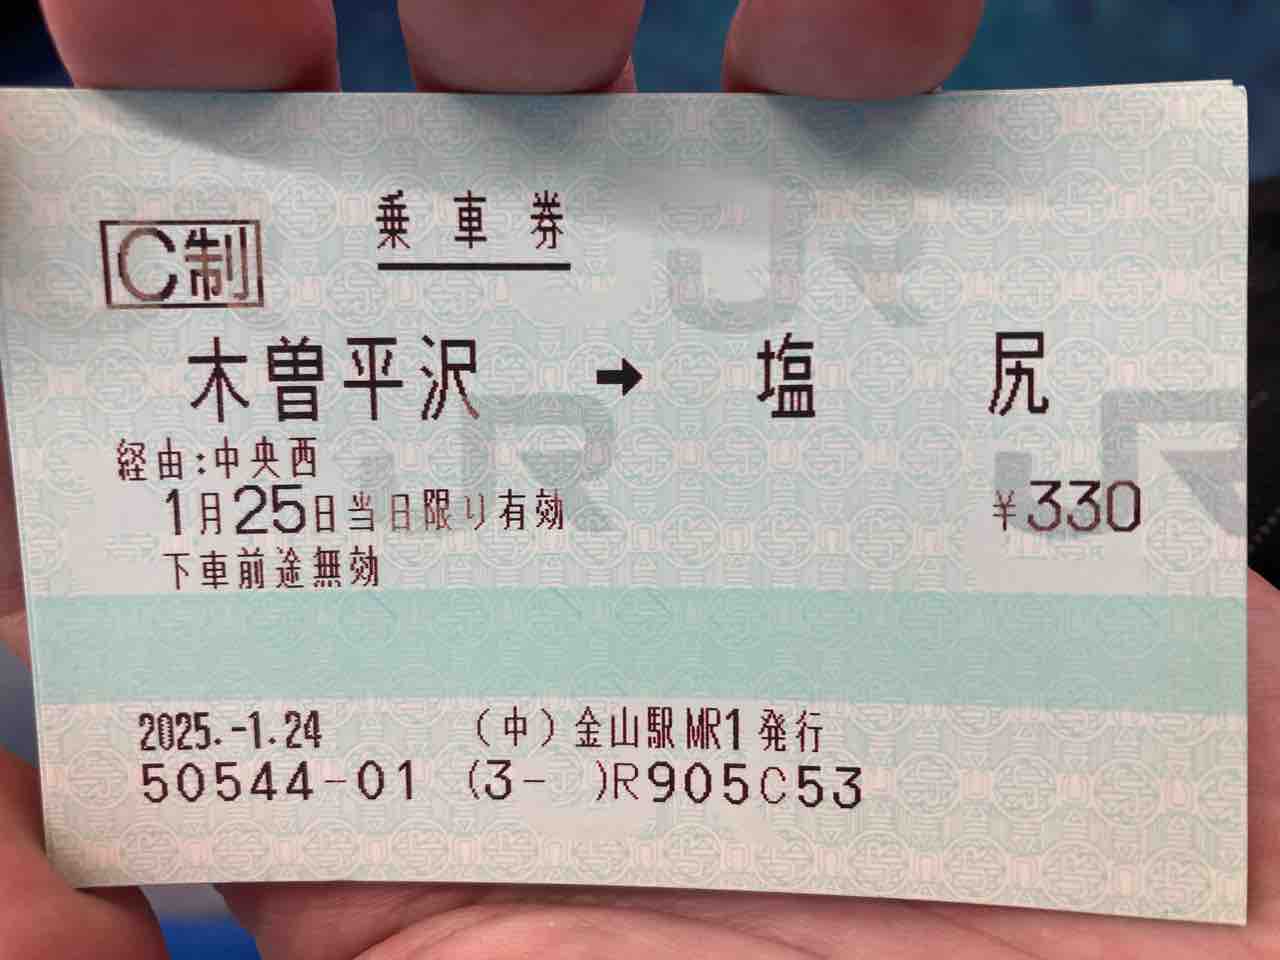 乗車券
C制
木曽平沢 ➡ 塩尻
経由:中央西
1月25日当日限り有効 ¥330
下車前途無効
2025.-1.24 (中)金山駅MR1発行
50544-01 (3- )R905C53